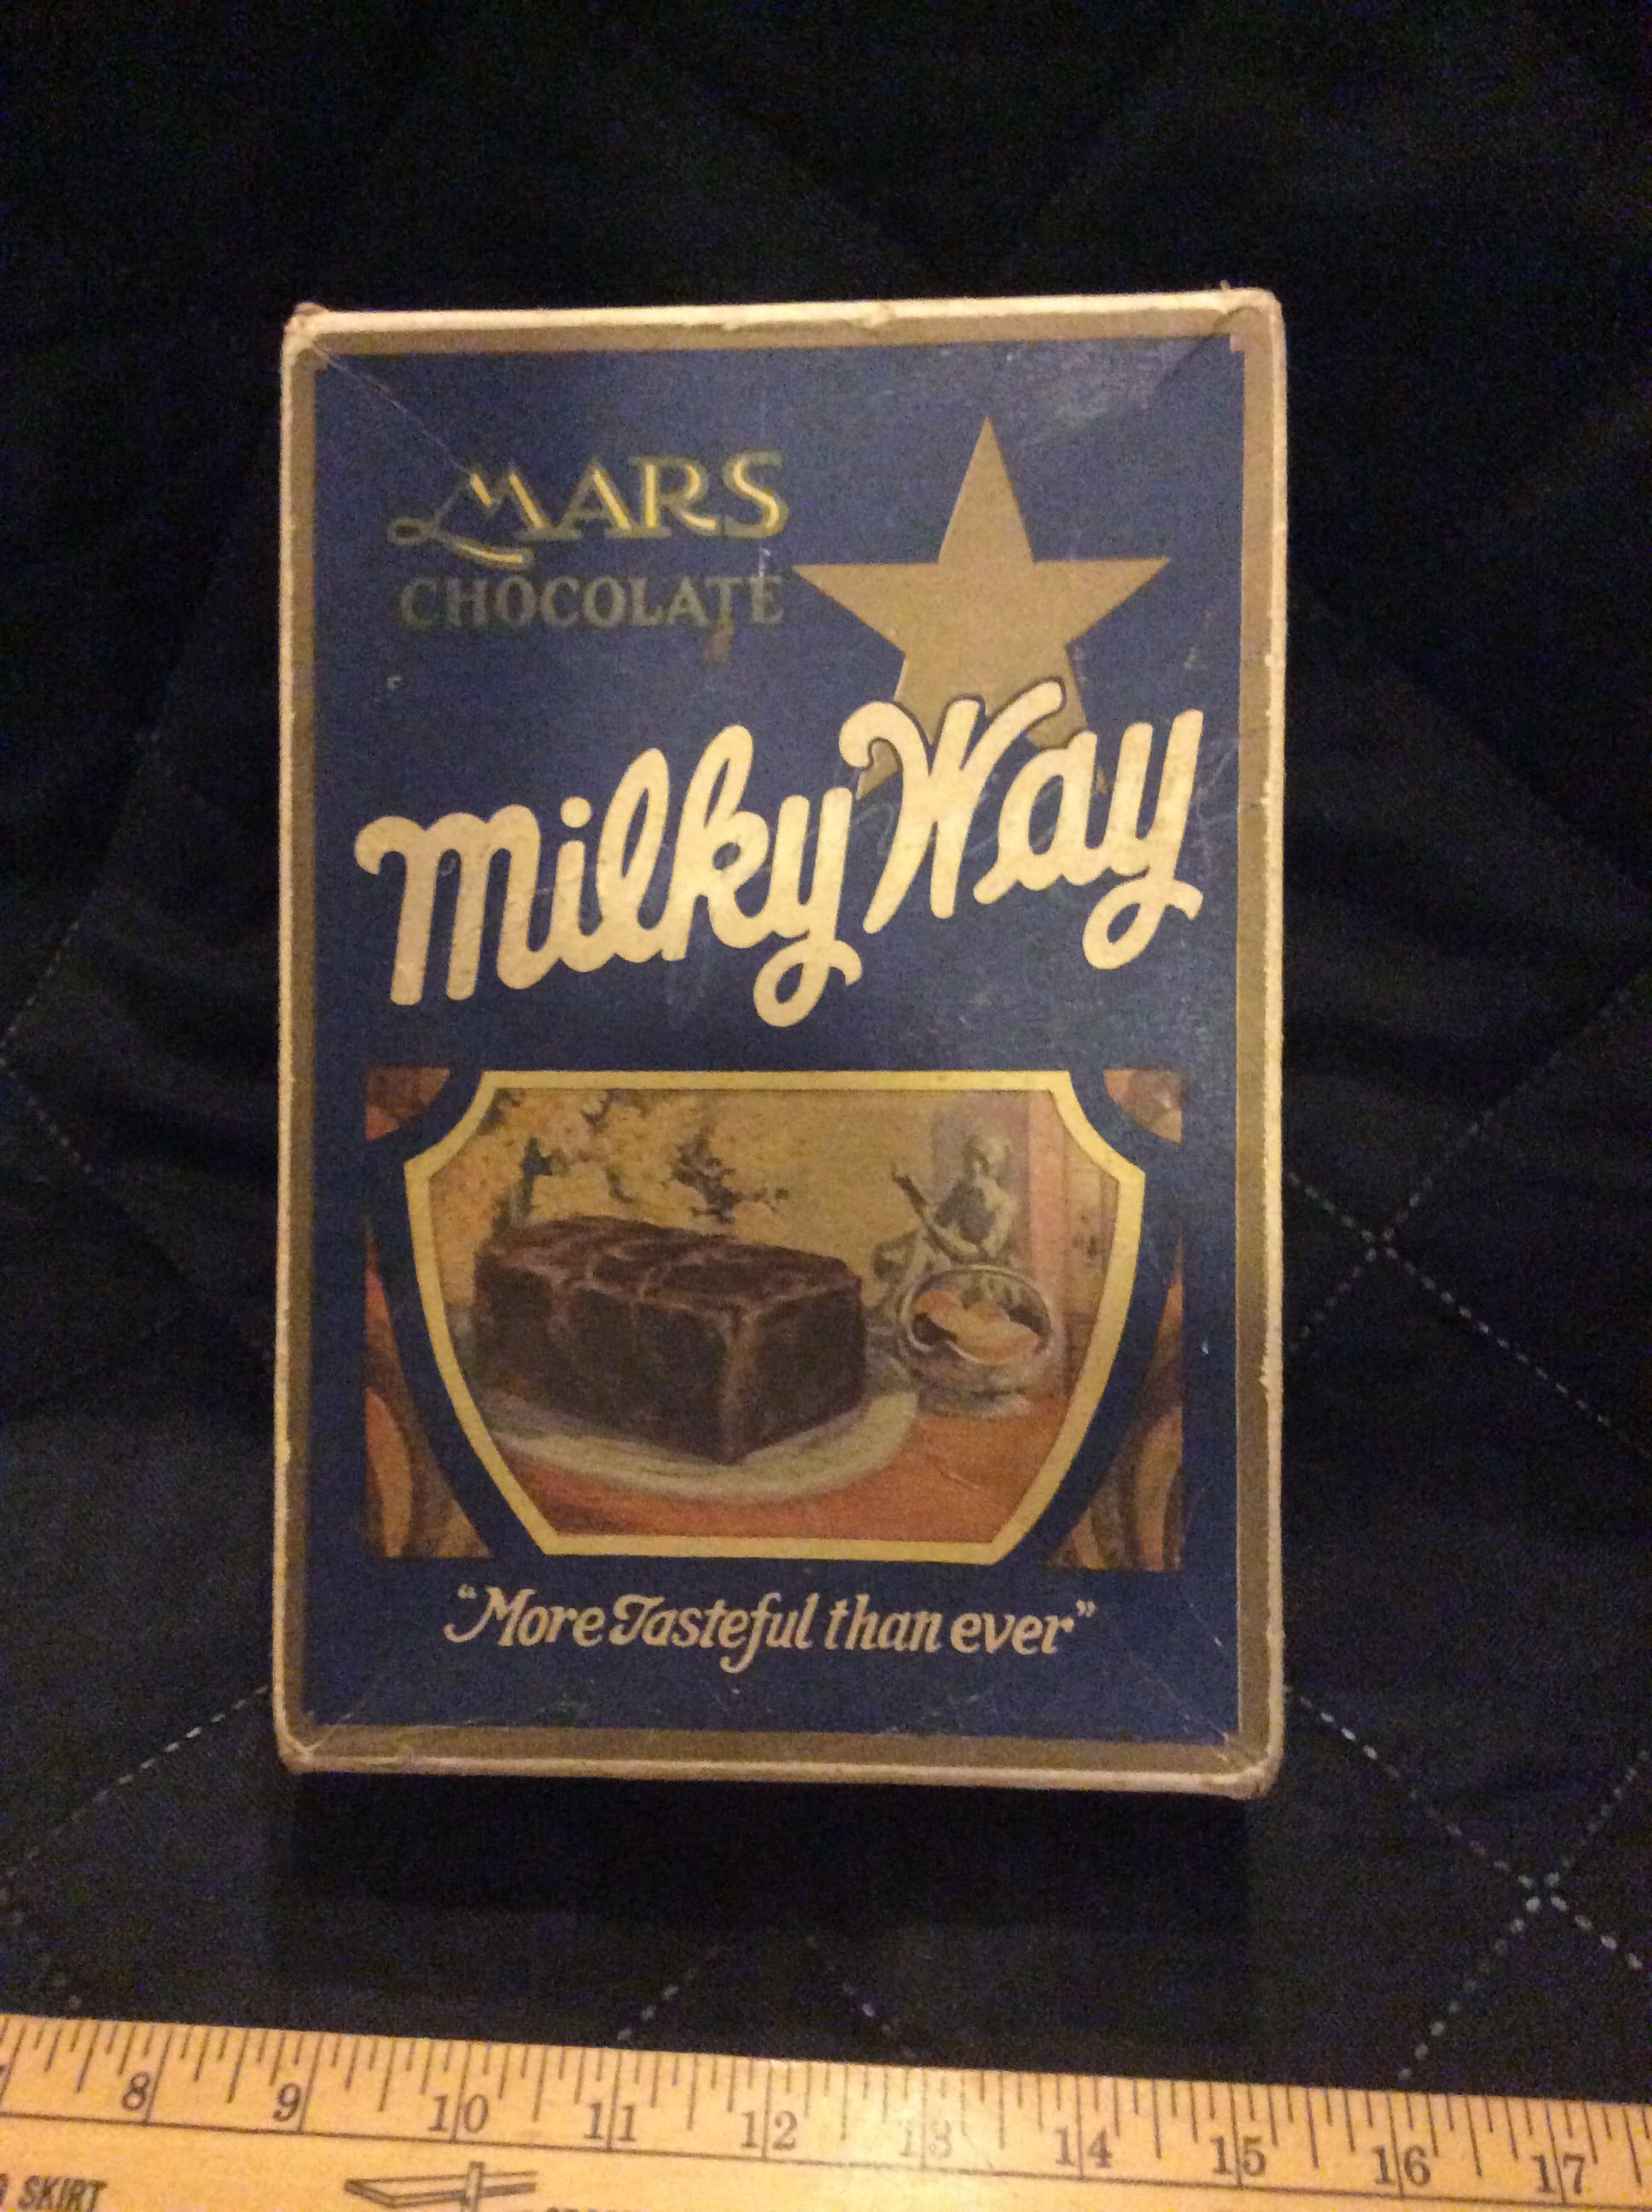 MARS
CHOCOLATE
Milky Way
"More Tasteful than ever"
8 9 10 11 12 13 14 15 16 17
SKIRT